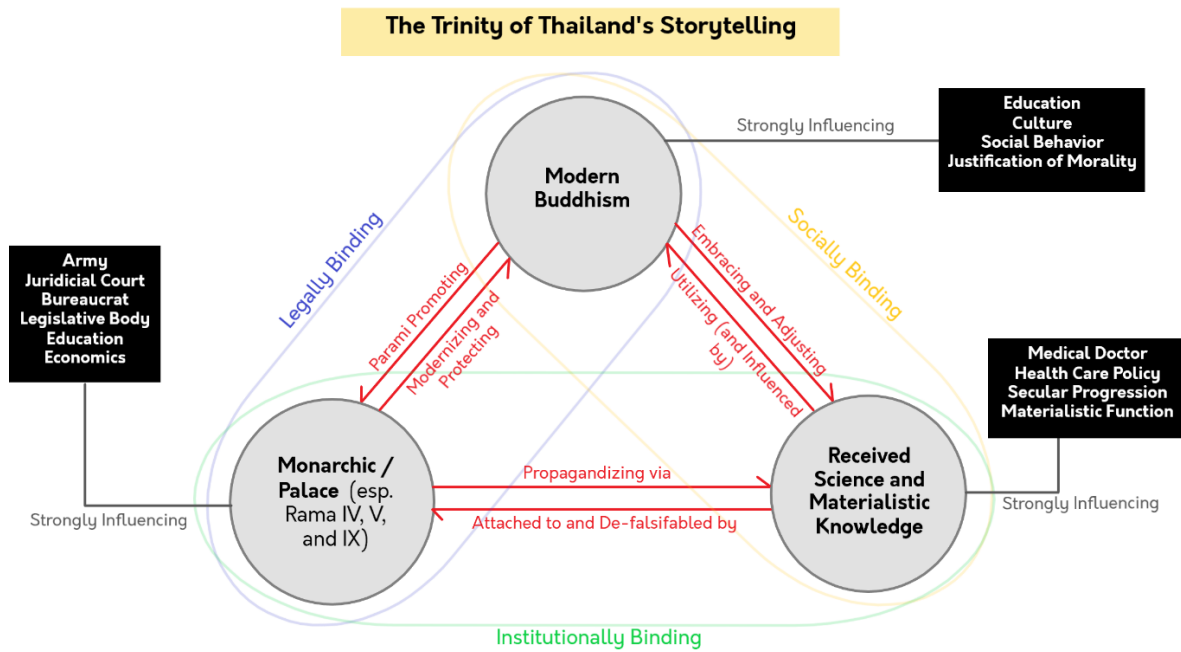 The Trinity of Thailand's Storytelling
Modern
Buddhism
Strongly Influencing
Education
Culture
Social Behavior
Justification of Morality
Legally Binding
Socially Binding
Army
Juridicial Court
Bureaucrat
Legislative Body
Education
Economics
Parami Promoting
Modernizing and
Protecting
Embracing and Adjusting
Utilizing (and Influenced
by)
Medical Doctor
Health Care Policy
Secular Progression
Materialistic Function
Monarchic /
Palace (esp.
Rama IV, V,
and IX)
Propagandizing via
Attached to and De-falsifabled by
Received
Science and
Materialistic
Knowledge
Strongly Influencing
Strongly Influencing
Institutionally Binding